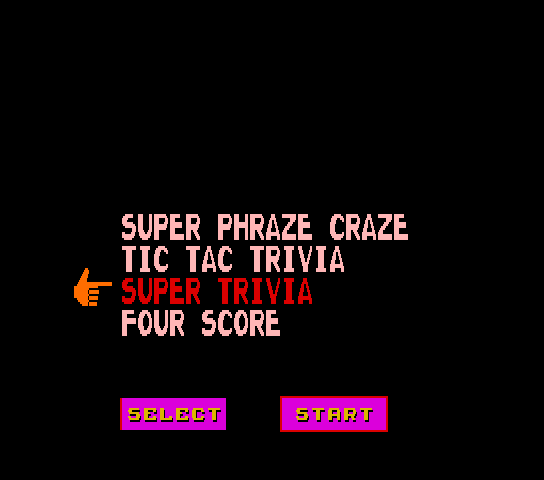 SUPER PHRAZE CRAZE
TIC TAC TRIVIA
SUPER TRIVIA
FOUR SCORE
SELECT START